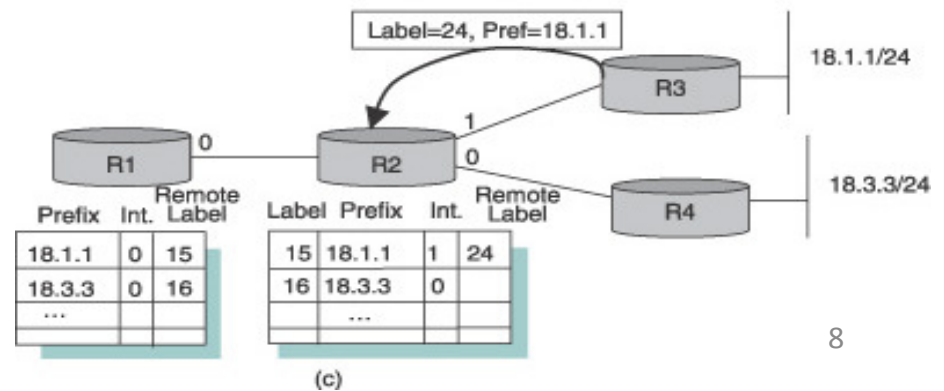 Label=24, Pref=18.1.1
18.1.1/24
R3
1
0
R1
R2
0
18.3.3/24
R4
Prefix Int. Remote Label
18.1.1 0 15
18.3.3 0 16
...
Label Prefix Int. Remote Label
15 18.1.1 1 24
16 18.3.3 0
...
8
(c)